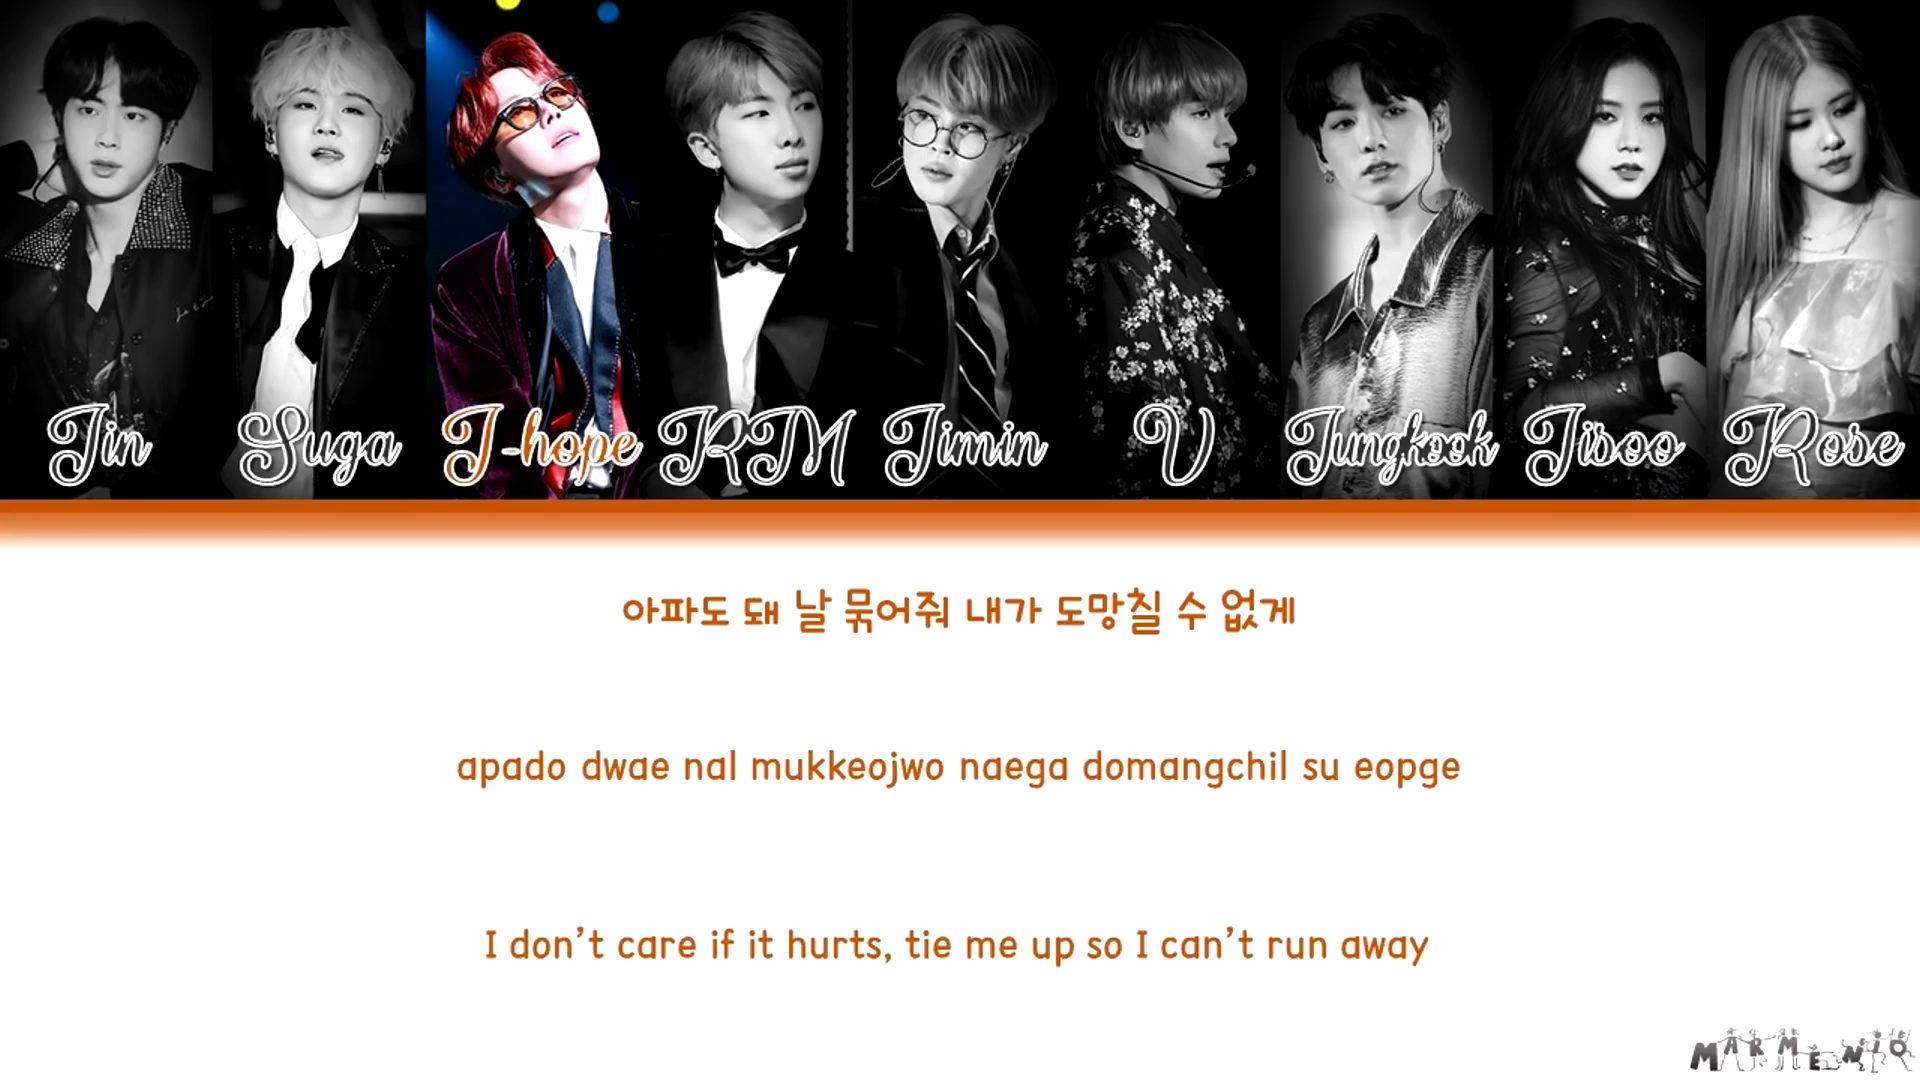 Jin Suga J-hope RM Jimin V Jungkook Jisoo Rose
아파도 돼 날 묶어줘 내가 도망칠 수 없게
apado dwae nal mukkeojwo naega domangchil su eopge
I don’t care if it hurts, tie me up so I can’t run away
MARMENIO